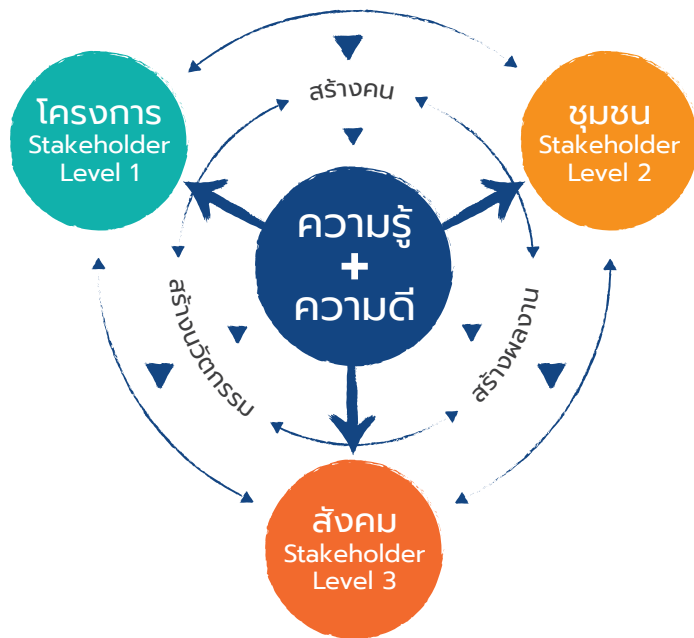 สร้างคน
โครงการ
Stakeholder
Level 1
ชุมชน
Stakeholder
Level 2
ความรู้
+
ความดี
สร้างนวัตกรรม
สร้างผลงาน
สังคม
Stakeholder
Level 3